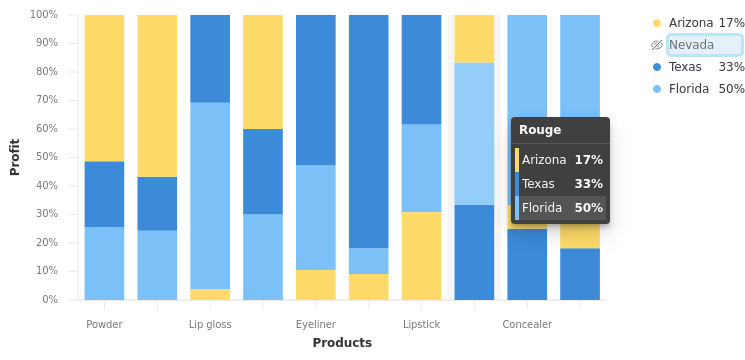 100%
90%
80%
70%
60%
50%
40%
30%
20%
10%
0%
Profit
Powder
Lip gloss
Eyeliner
Lipstick
Concealer
Products
Rouge
Arizona 17%
Texas 33%
Florida 50%
Arizona 17%
Nevada
Texas 33%
Florida 50%